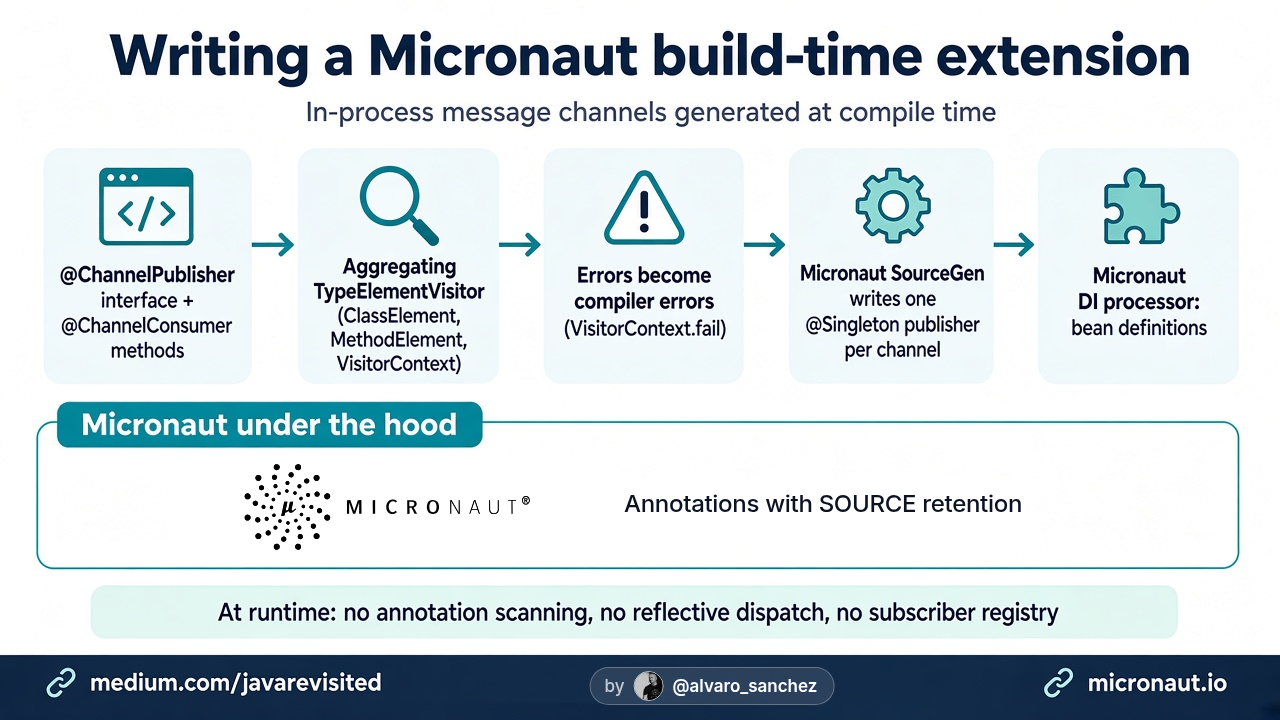 Writing a Micronaut build-time extension
In-process message channels generated at compile time
</>
@ChannelPublisher
interface +
@ChannelConsumer
methods
Aggregating
TypeElementVisitor
(ClassElement,
MethodElement,
VisitorContext)
!
Errors become
compiler errors
(VisitorContext.fail)
Micronaut SourceGen
writes one
@Singleton publisher
per channel
Micronaut
DI processor:
bean definitions
Micronaut under the hood
μ MICRONAUT®
Annotations with SOURCE retention
At runtime: no annotation scanning, no reflective dispatch, no subscriber registry
medium.com/javarevisited
by @alvaro_sanchez
micronaut.io